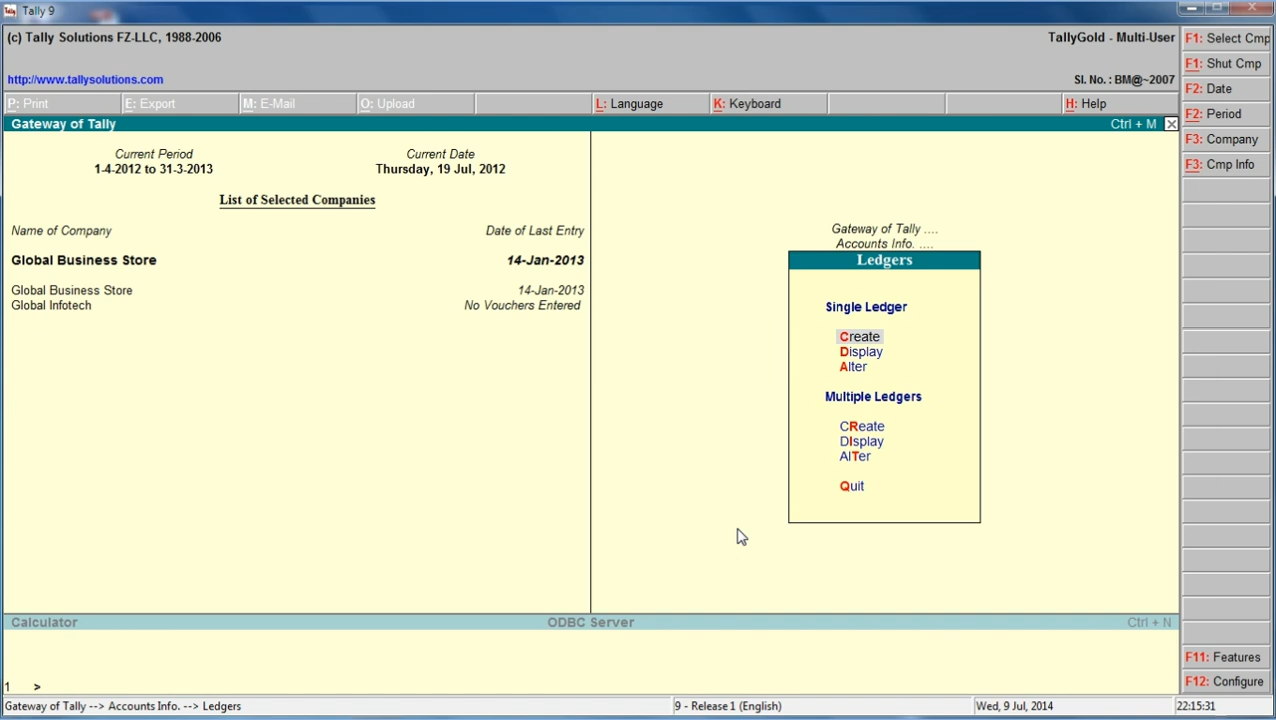 Tally Tally 9
(c) Tally Solutions FZ-LLC, 1988-2006
TallyGold - Multi-User
http://www.tallysolutions.com
Sl. No. : BM@~2007
P: Print E: Export M: E-Mail O: Upload L: Language K: Keyboard H: Help
Gateway of Tally
Ctrl + M
Current Period
1-4-2012 to 31-3-2013
Current Date
Thursday, 19 Jul, 2012
List of Selected Companies
Name of Company Date of Last Entry
Global Business Store 14-Jan-2013
Global Business Store 14-Jan-2013
Global Infotech No Vouchers Entered
Gateway of Tally ....
Accounts Info. ....
Ledgers
Single Ledger
Create
Display
Alter
Multiple Ledgers
CReate
DIsplay
AlTer
Quit
F1: Select Cmp
F1: Shut Cmp
F2: Date
F2: Period
F3: Company
F3: Cmp Info
F11: Features
F12: Configure
Calculator ODBC Server Ctrl + N
1 >
Gateway of Tally --> Accounts Info. --> Ledgers 9 - Release 1 (English) Wed, 9 Jul, 2014 22:15:31